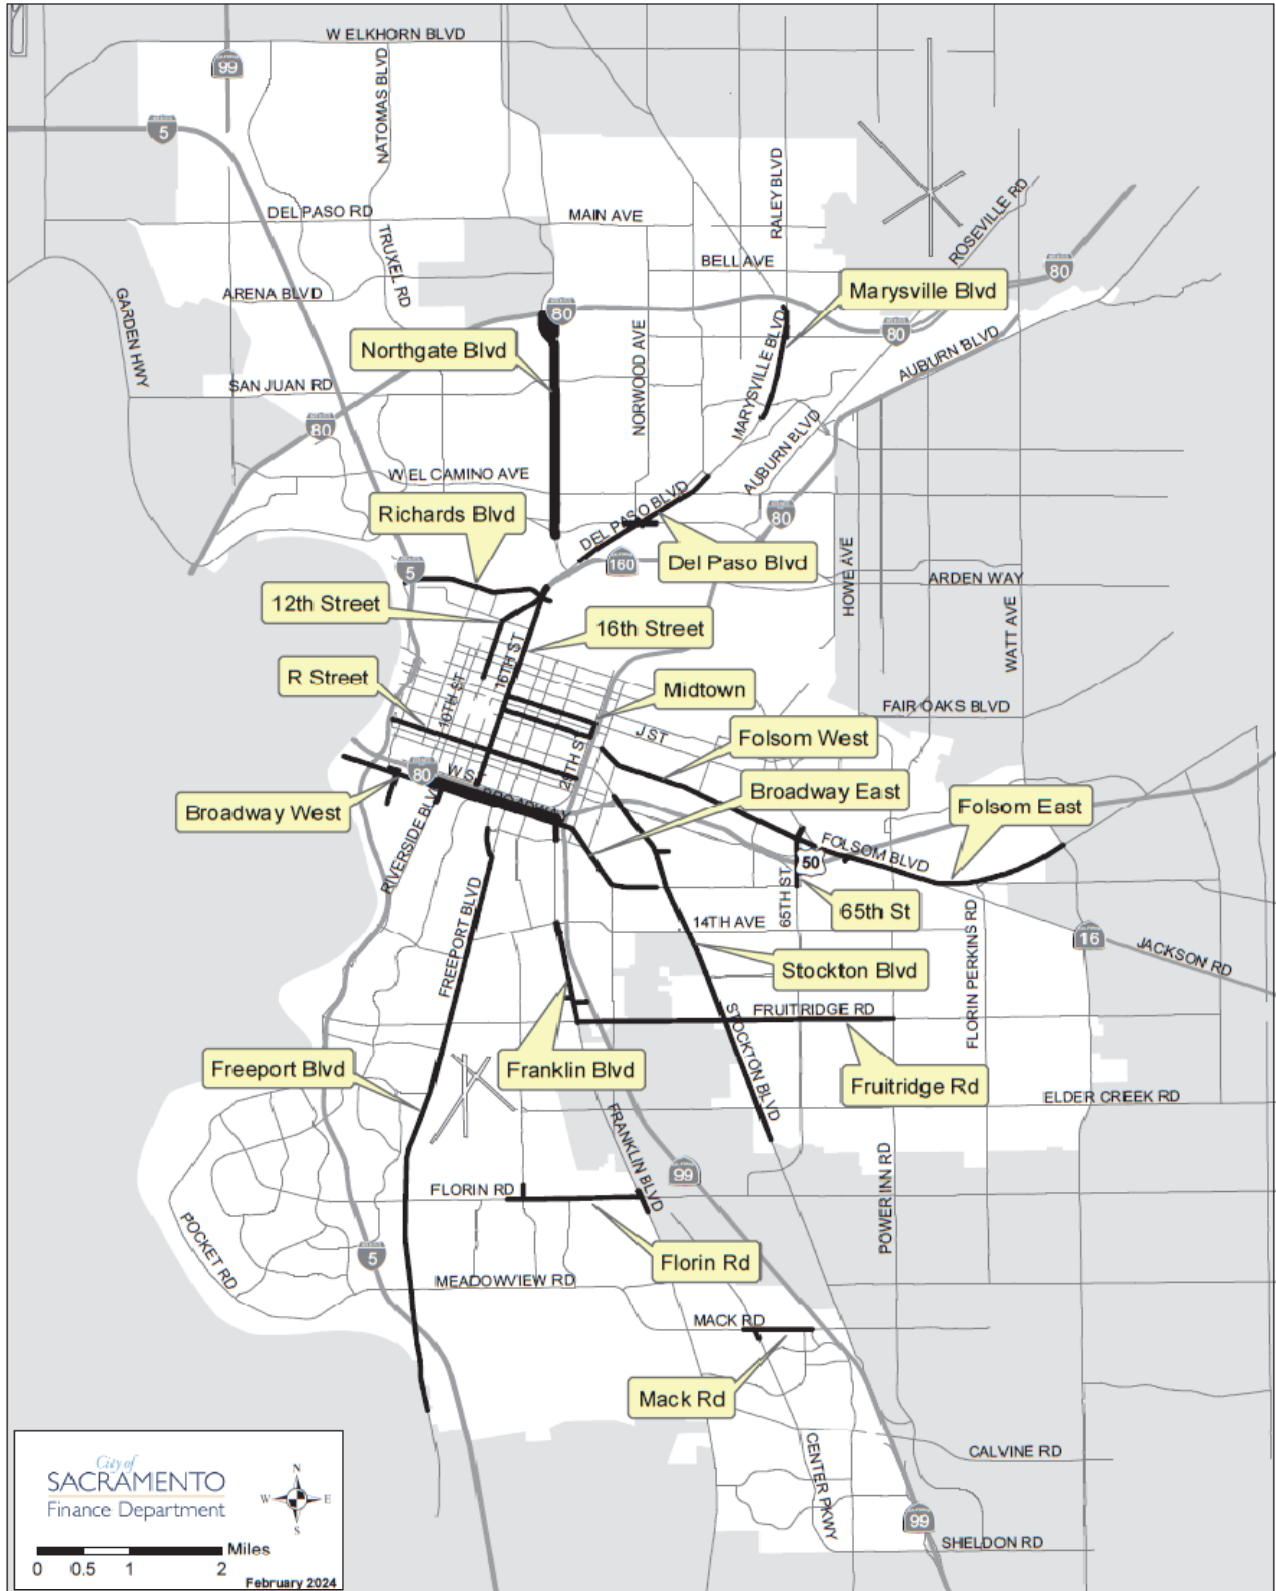 W ELKHORN BLVD
99
5
NATOMAS BLVD
RALEY BLVD
DEL PASO RD
MAIN AVE
ROSEVILLE RD
TRUXEL RD
BELL AVE
80
ARENA BLVD
Marysville Blvd
GARDEN HWY
80
80
Northgate Blvd
NORWOOD AVE
MARYSVILLE BLVD
AUBURN BLVD
SAN JUAN RD
80
AUBURN BLVD
W EL CAMINO AVE
Richards Blvd
DEL PASO BLVD
80
HOWE AVE
5
160
Del Paso Blvd
ARDEN WAY
12th Street
16th Street
WATT AVE
16TH ST
R Street
10TH ST
Midtown
FAIR OAKS BLVD
J ST
Folsom West
29TH ST
80
W ST
Broadway East
BROADWAY
Broadway West
Folsom East
RIVERSIDE BLVD
FOLSOM BLVD
50
65TH ST
65th St
FREEPORT BLVD
14TH AVE
FLORIN PERKINS RD
16
JACKSON RD
Stockton Blvd
FRUITRIDGE RD
STOCKTON BLVD
Freeport Blvd
Franklin Blvd
Fruitridge Rd
ELDER CREEK RD
FRANKLIN BLVD
99
POWER INN RD
FLORIN RD
POCKET RD
5
Florin Rd
MEADOWVIEW RD
MACK RD
Mack Rd
CENTER PKWY
CALVINE RD
99
SHELDON RD
City of
SACRAMENTO
Finance Department
N
W E
S
Miles
0 0.5 1 2
February 2024